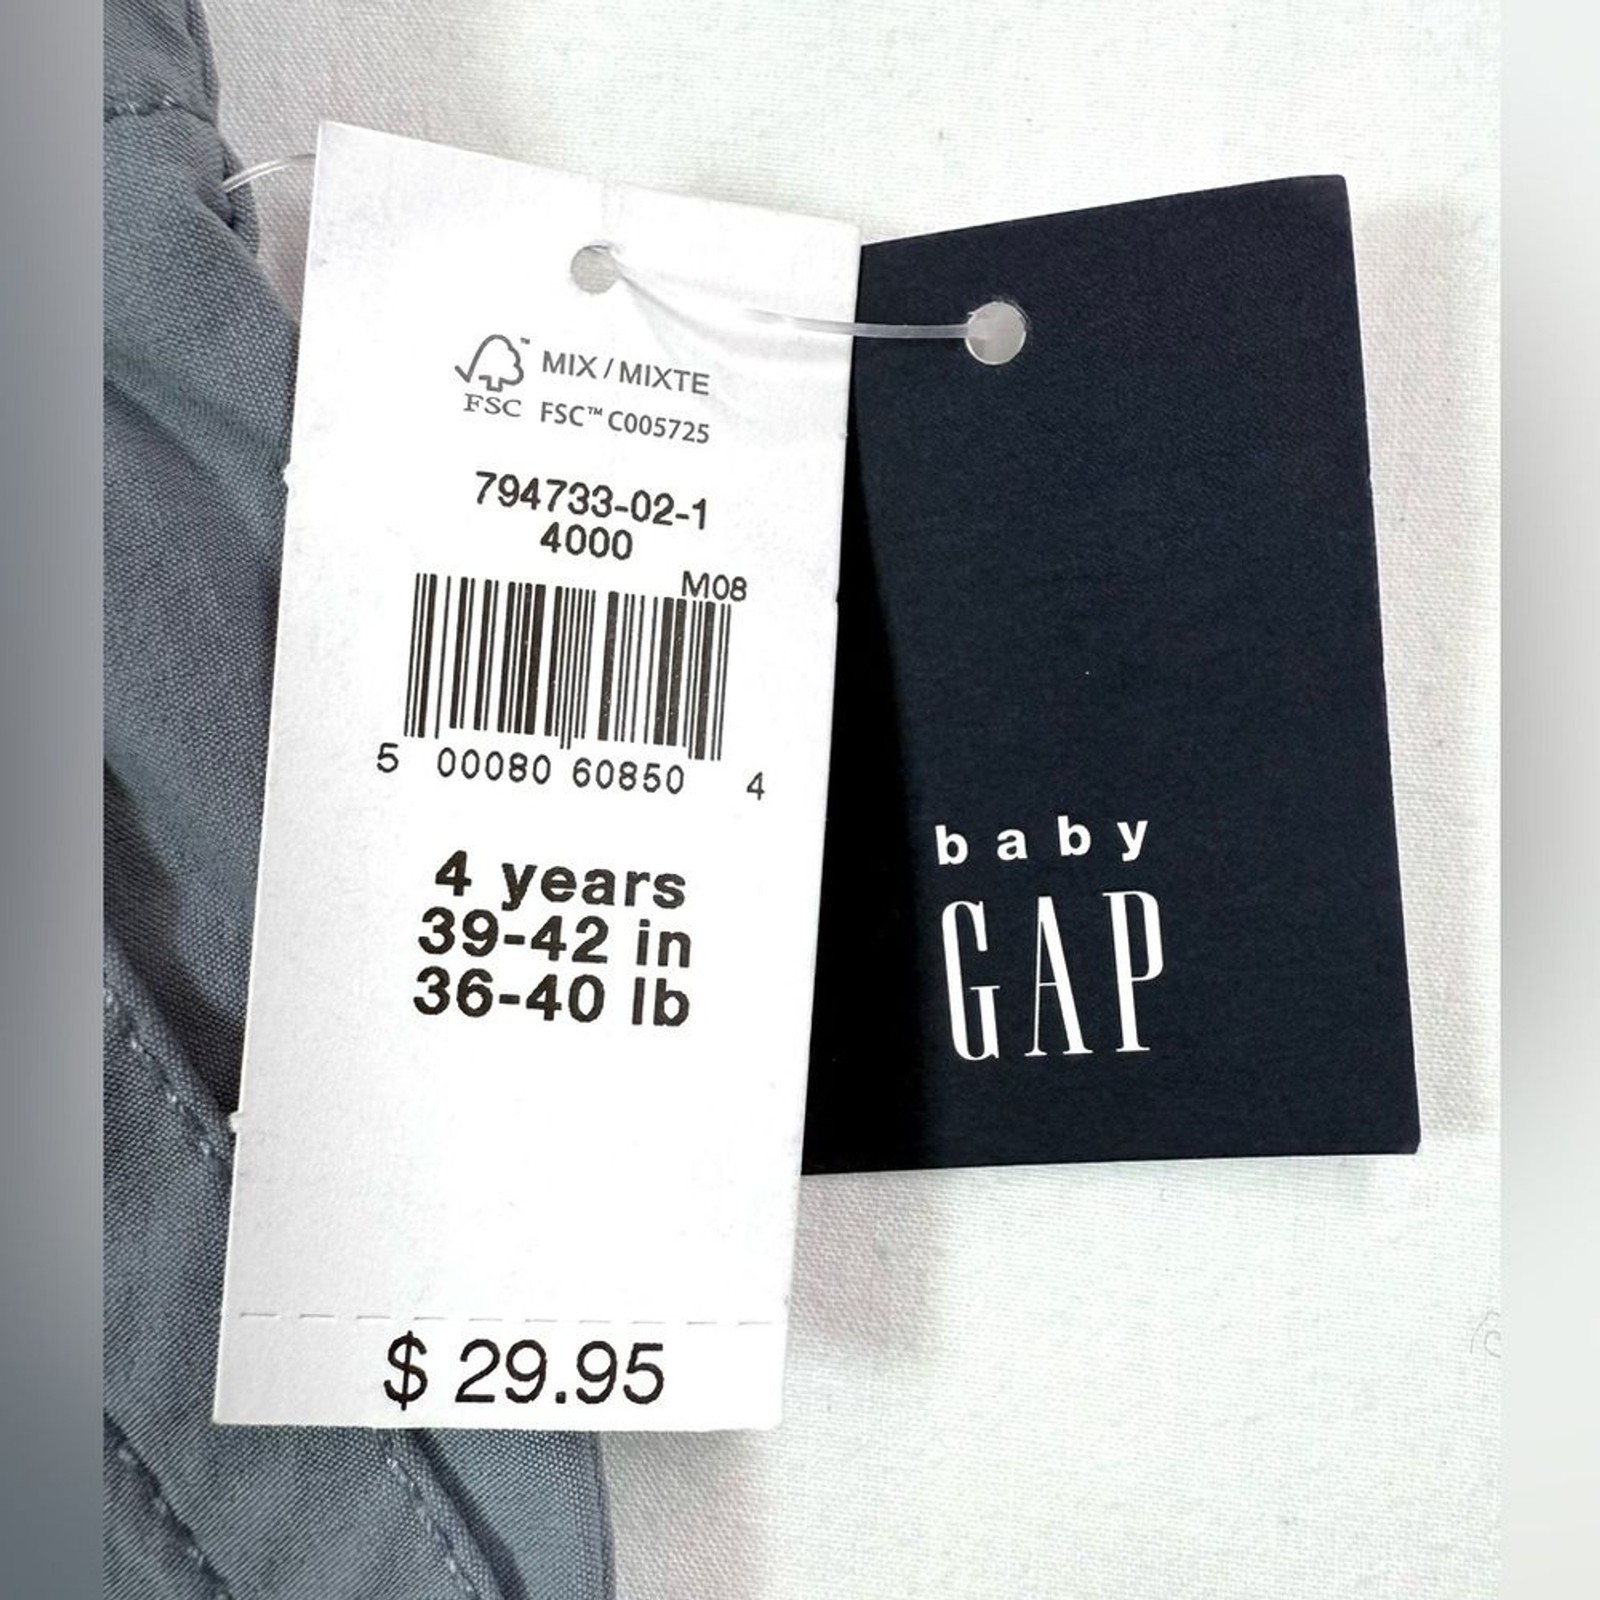 MIX / MIXTE
FSC FSC™ C005725
794733-02-1
4000
M08
5 00080 60850 4
4 years
39-42 in
36-40 lb
$ 29.95
baby
GAP